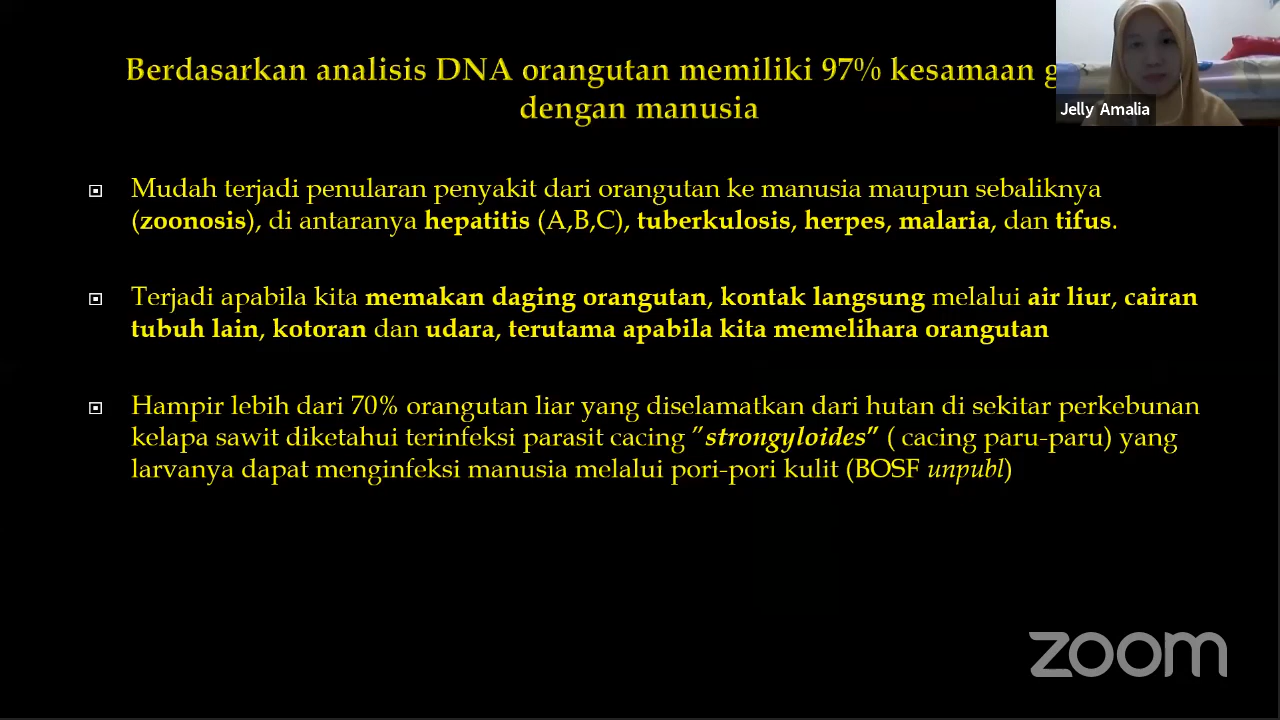 Berdasarkan analisis DNA orangutan memiliki 97% kesamaan
dengan manusia
Jelly Amalia
Mudah terjadi penularan penyakit dari orangutan ke manusia maupun sebaliknya
(zoonosis), di antaranya hepatitis (A,B,C), tuberkulosis, herpes, malaria, dan tifus.
Terjadi apabila kita memakan daging orangutan, kontak langsung melalui air liur, cairan
tubuh lain, kotoran dan udara, terutama apabila kita memelihara orangutan
Hampir lebih dari 70% orangutan liar yang diselamatkan dari hutan di sekitar perkebunan
kelapa sawit diketahui terinfeksi parasit cacing ”strongyloides” ( cacing paru-paru) yang
larvanya dapat menginfeksi manusia melalui pori-pori kulit (BOSF unpubl)
zoom